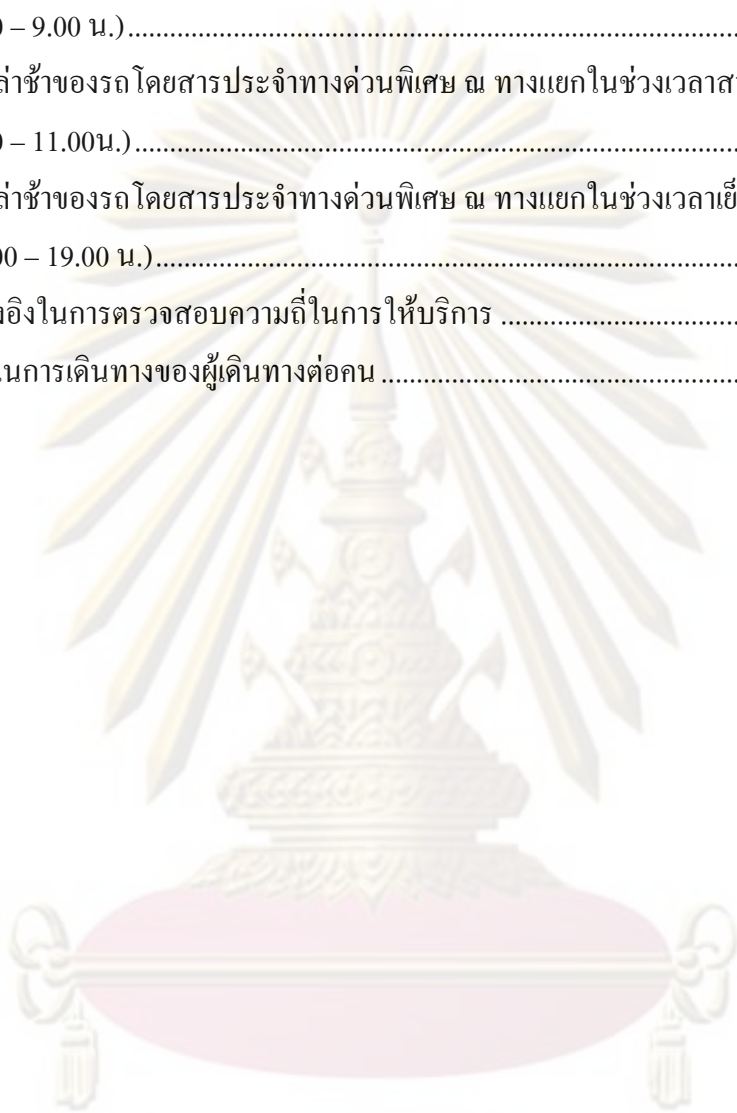 0 – 9.00 น.)
ล่าช้าของรถโดยสารประจำทางด่วนพิเศษ ณ ทางแยกในช่วงเวลาสา
0 – 11.00น.)
ล่าช้าของรถโดยสารประจำทางด่วนพิเศษ ณ ทางแยกในช่วงเวลาเย็
00 – 19.00 น.)
งอิงในการตรวจสอบความถี่ในการให้บริการ
นการเดินทางของผู้เดินทางต่อคน